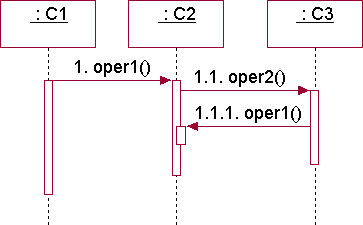 : C1
: C2
: C3
1. oper1()
1.1. oper2()
1.1.1. oper1()